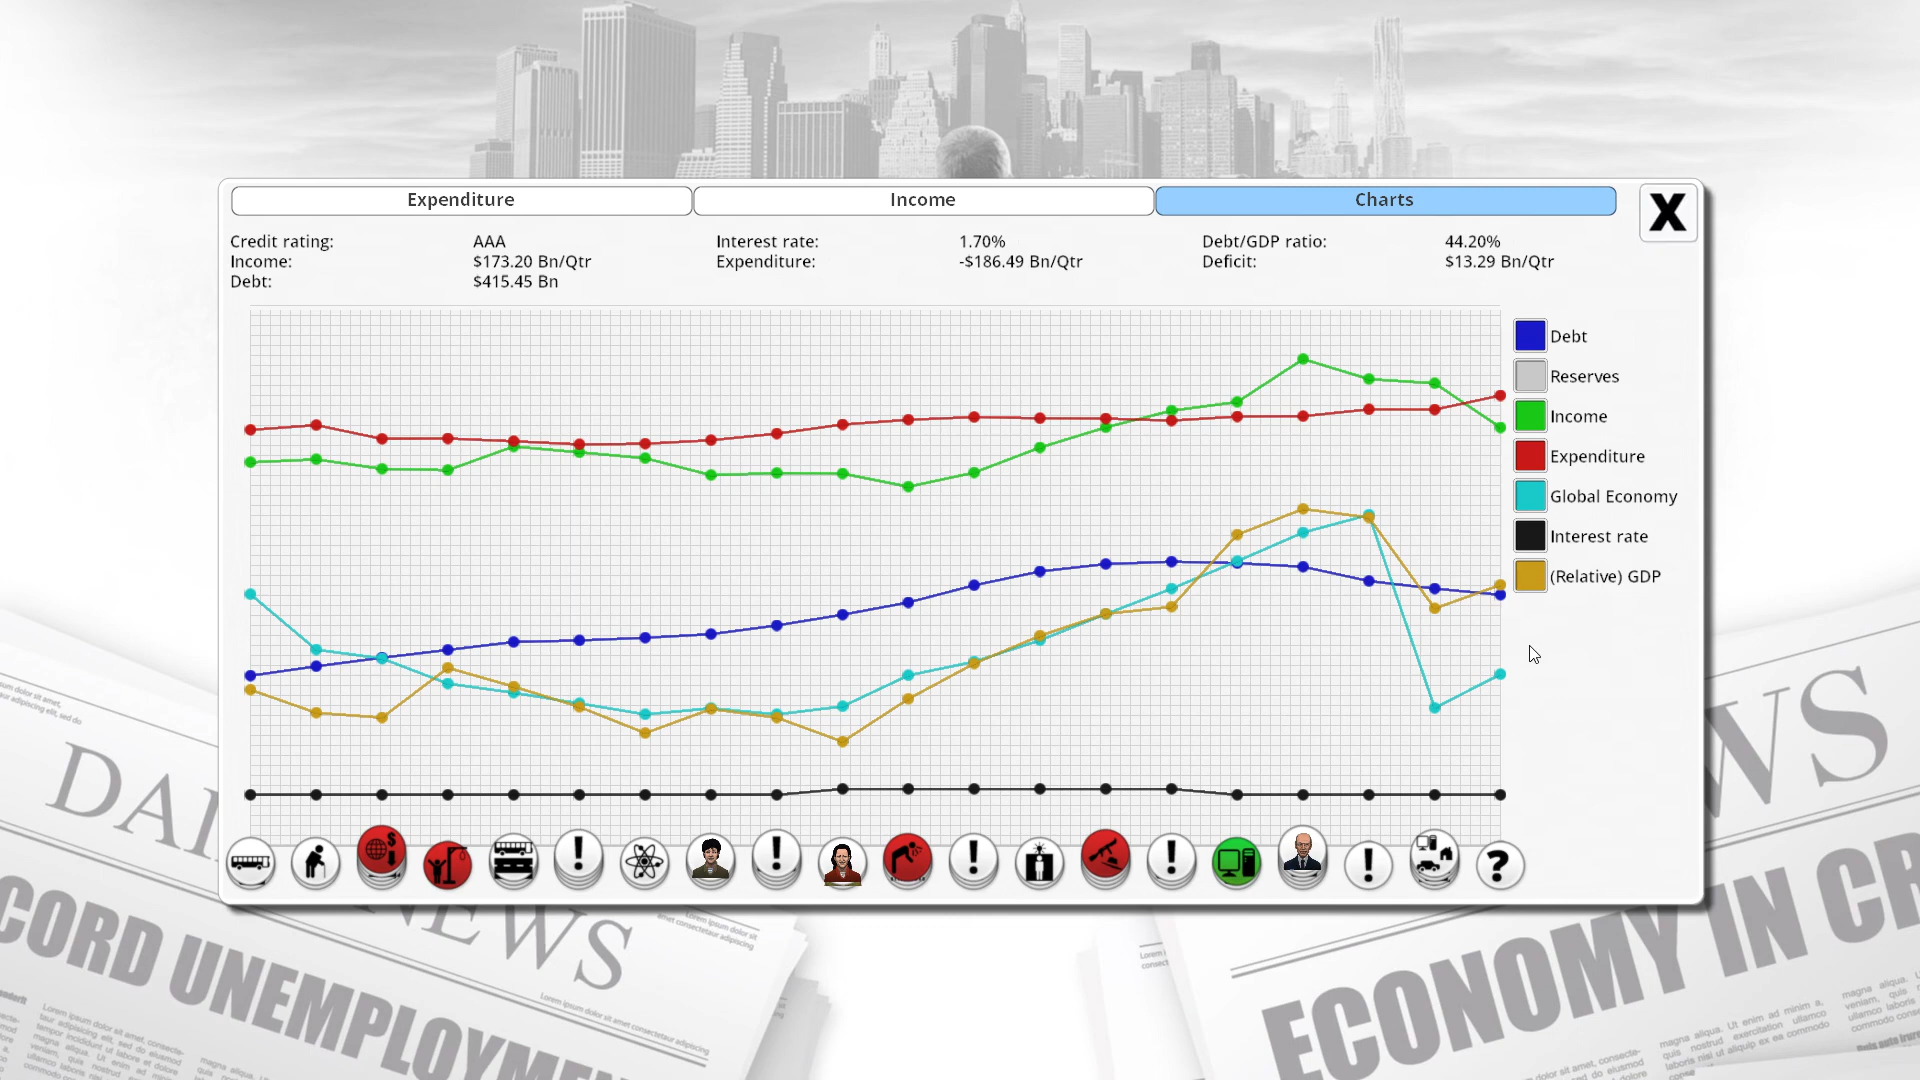 Expenditure
Income
Charts
X
Credit rating: AAA Interest rate: 1.70% Debt/GDP ratio: 44.20%
Income: $173.20 Bn/Qtr Expenditure: -$186.49 Bn/Qtr Deficit: $13.29 Bn/Qtr
Debt: $415.45 Bn
Debt
Reserves
Income
Expenditure
Global Economy
Interest rate
(Relative) GDP
!
!
!
!
!
?
DAI
NEWS
CORD UNEMPLOYME
WS
ECONOMY IN CR